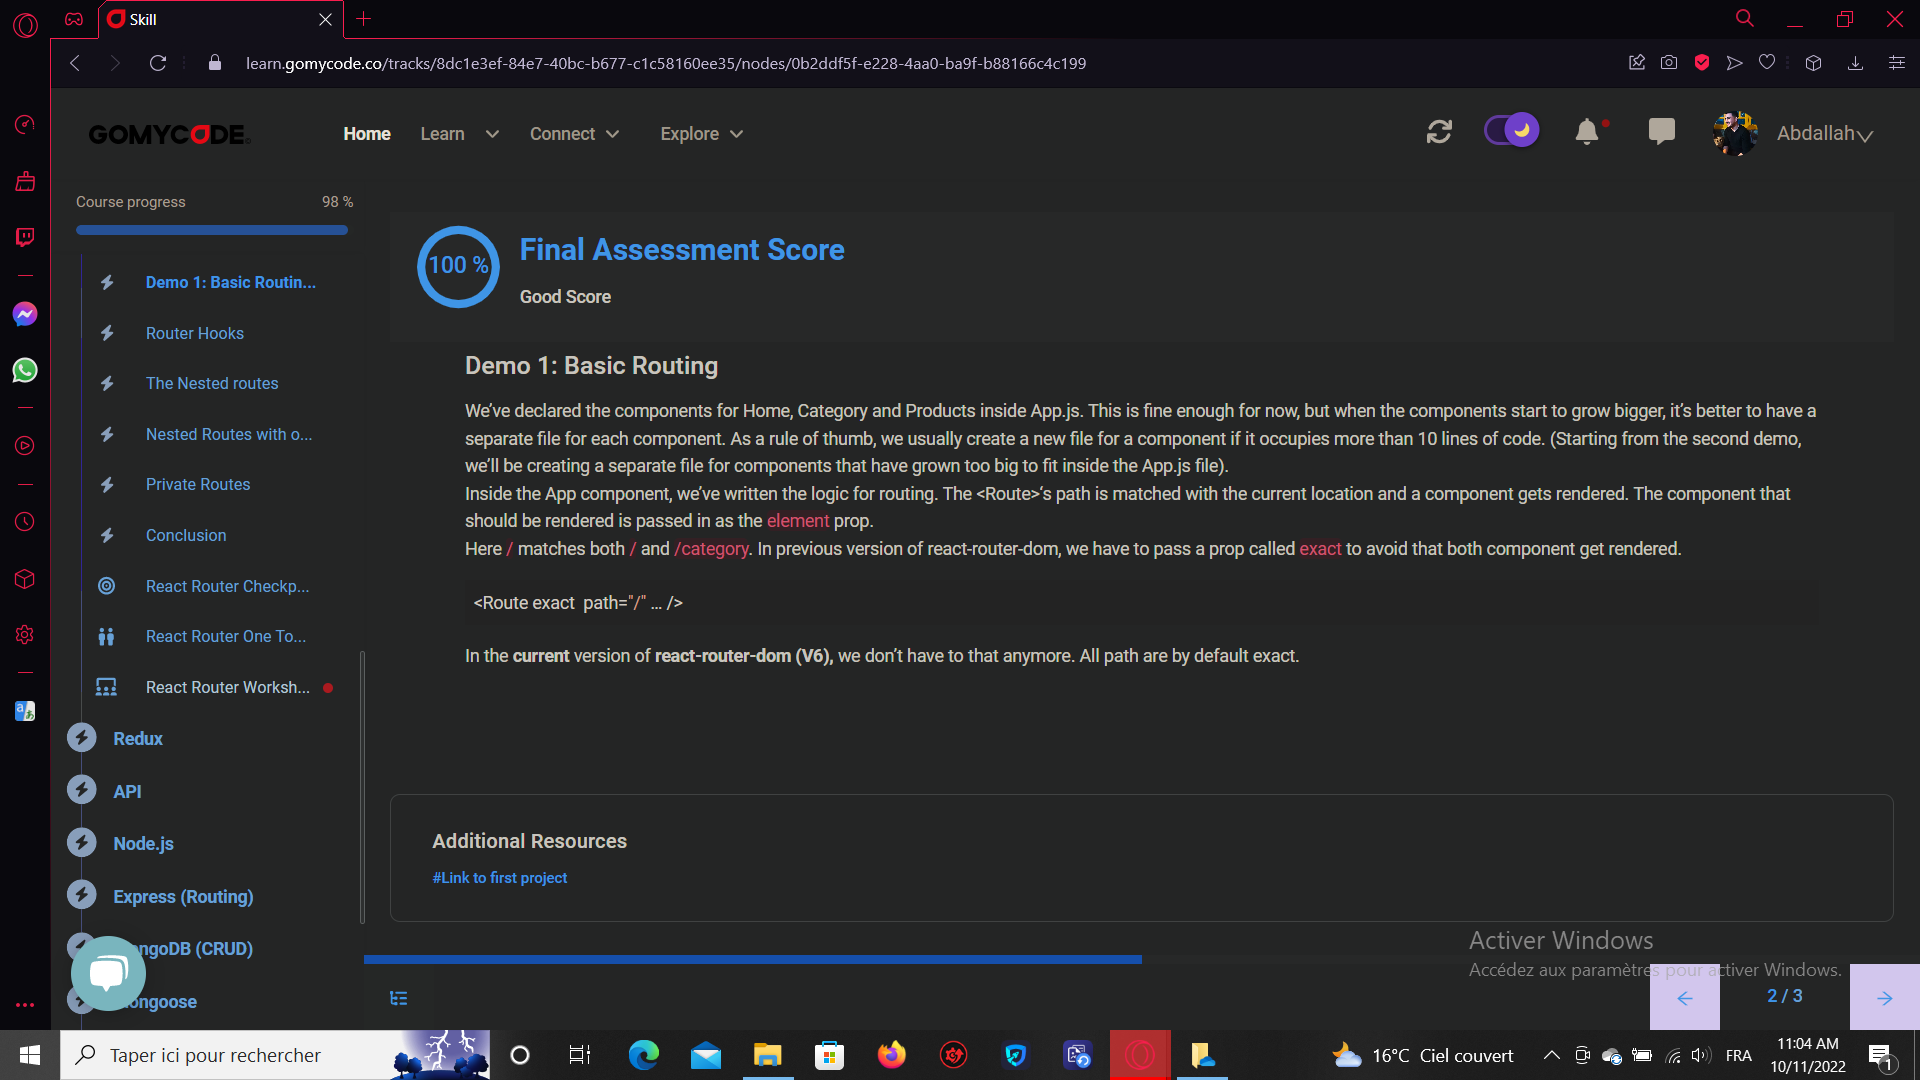 Skill
learn.gomycode.co/tracks/8dc1e3ef-84e7-40bc-b677-c1c58160ee35/nodes/0b2ddf5f-e228-4aa0-ba9f-b88166c4c199
GOMYCODE
Home
Learn
Connect
Explore
Abdallah
Course progress
98 %
Demo 1: Basic Routin...
Router Hooks
The Nested routes
Nested Routes with o...
Private Routes
Conclusion
React Router Checkp...
React Router One To...
React Router Worksh...
Redux
API
Node.js
Express (Routing)
ngoDB (CRUD)
ongoose
100 %
Final Assessment Score
Good Score
Demo 1: Basic Routing
We’ve declared the components for Home, Category and Products inside App.js. This is fine enough for now, but when the components start to grow bigger, it’s better to have a
separate file for each component. As a rule of thumb, we usually create a new file for a component if it occupies more than 10 lines of code. (Starting from the second demo,
we’ll be creating a separate file for components that have grown too big to fit inside the App.js file).
Inside the App component, we’ve written the logic for routing. The <Route>‘s path is matched with the current location and a component gets rendered. The component that
should be rendered is passed in as the element prop.
Here / matches both / and /category. In previous version of react-router-dom, we have to pass a prop called exact to avoid that both component get rendered.
<Route exact  path="/" … />
In the current version of react-router-dom (V6), we don’t have to that anymore. All path are by default exact.
Additional Resources
#Link to first project
Activer Windows
Accédez aux paramètres pour activer Windows.
2 / 3
Taper ici pour rechercher
16°C Ciel couvert
FRA
11:04 AM
10/11/2022
1